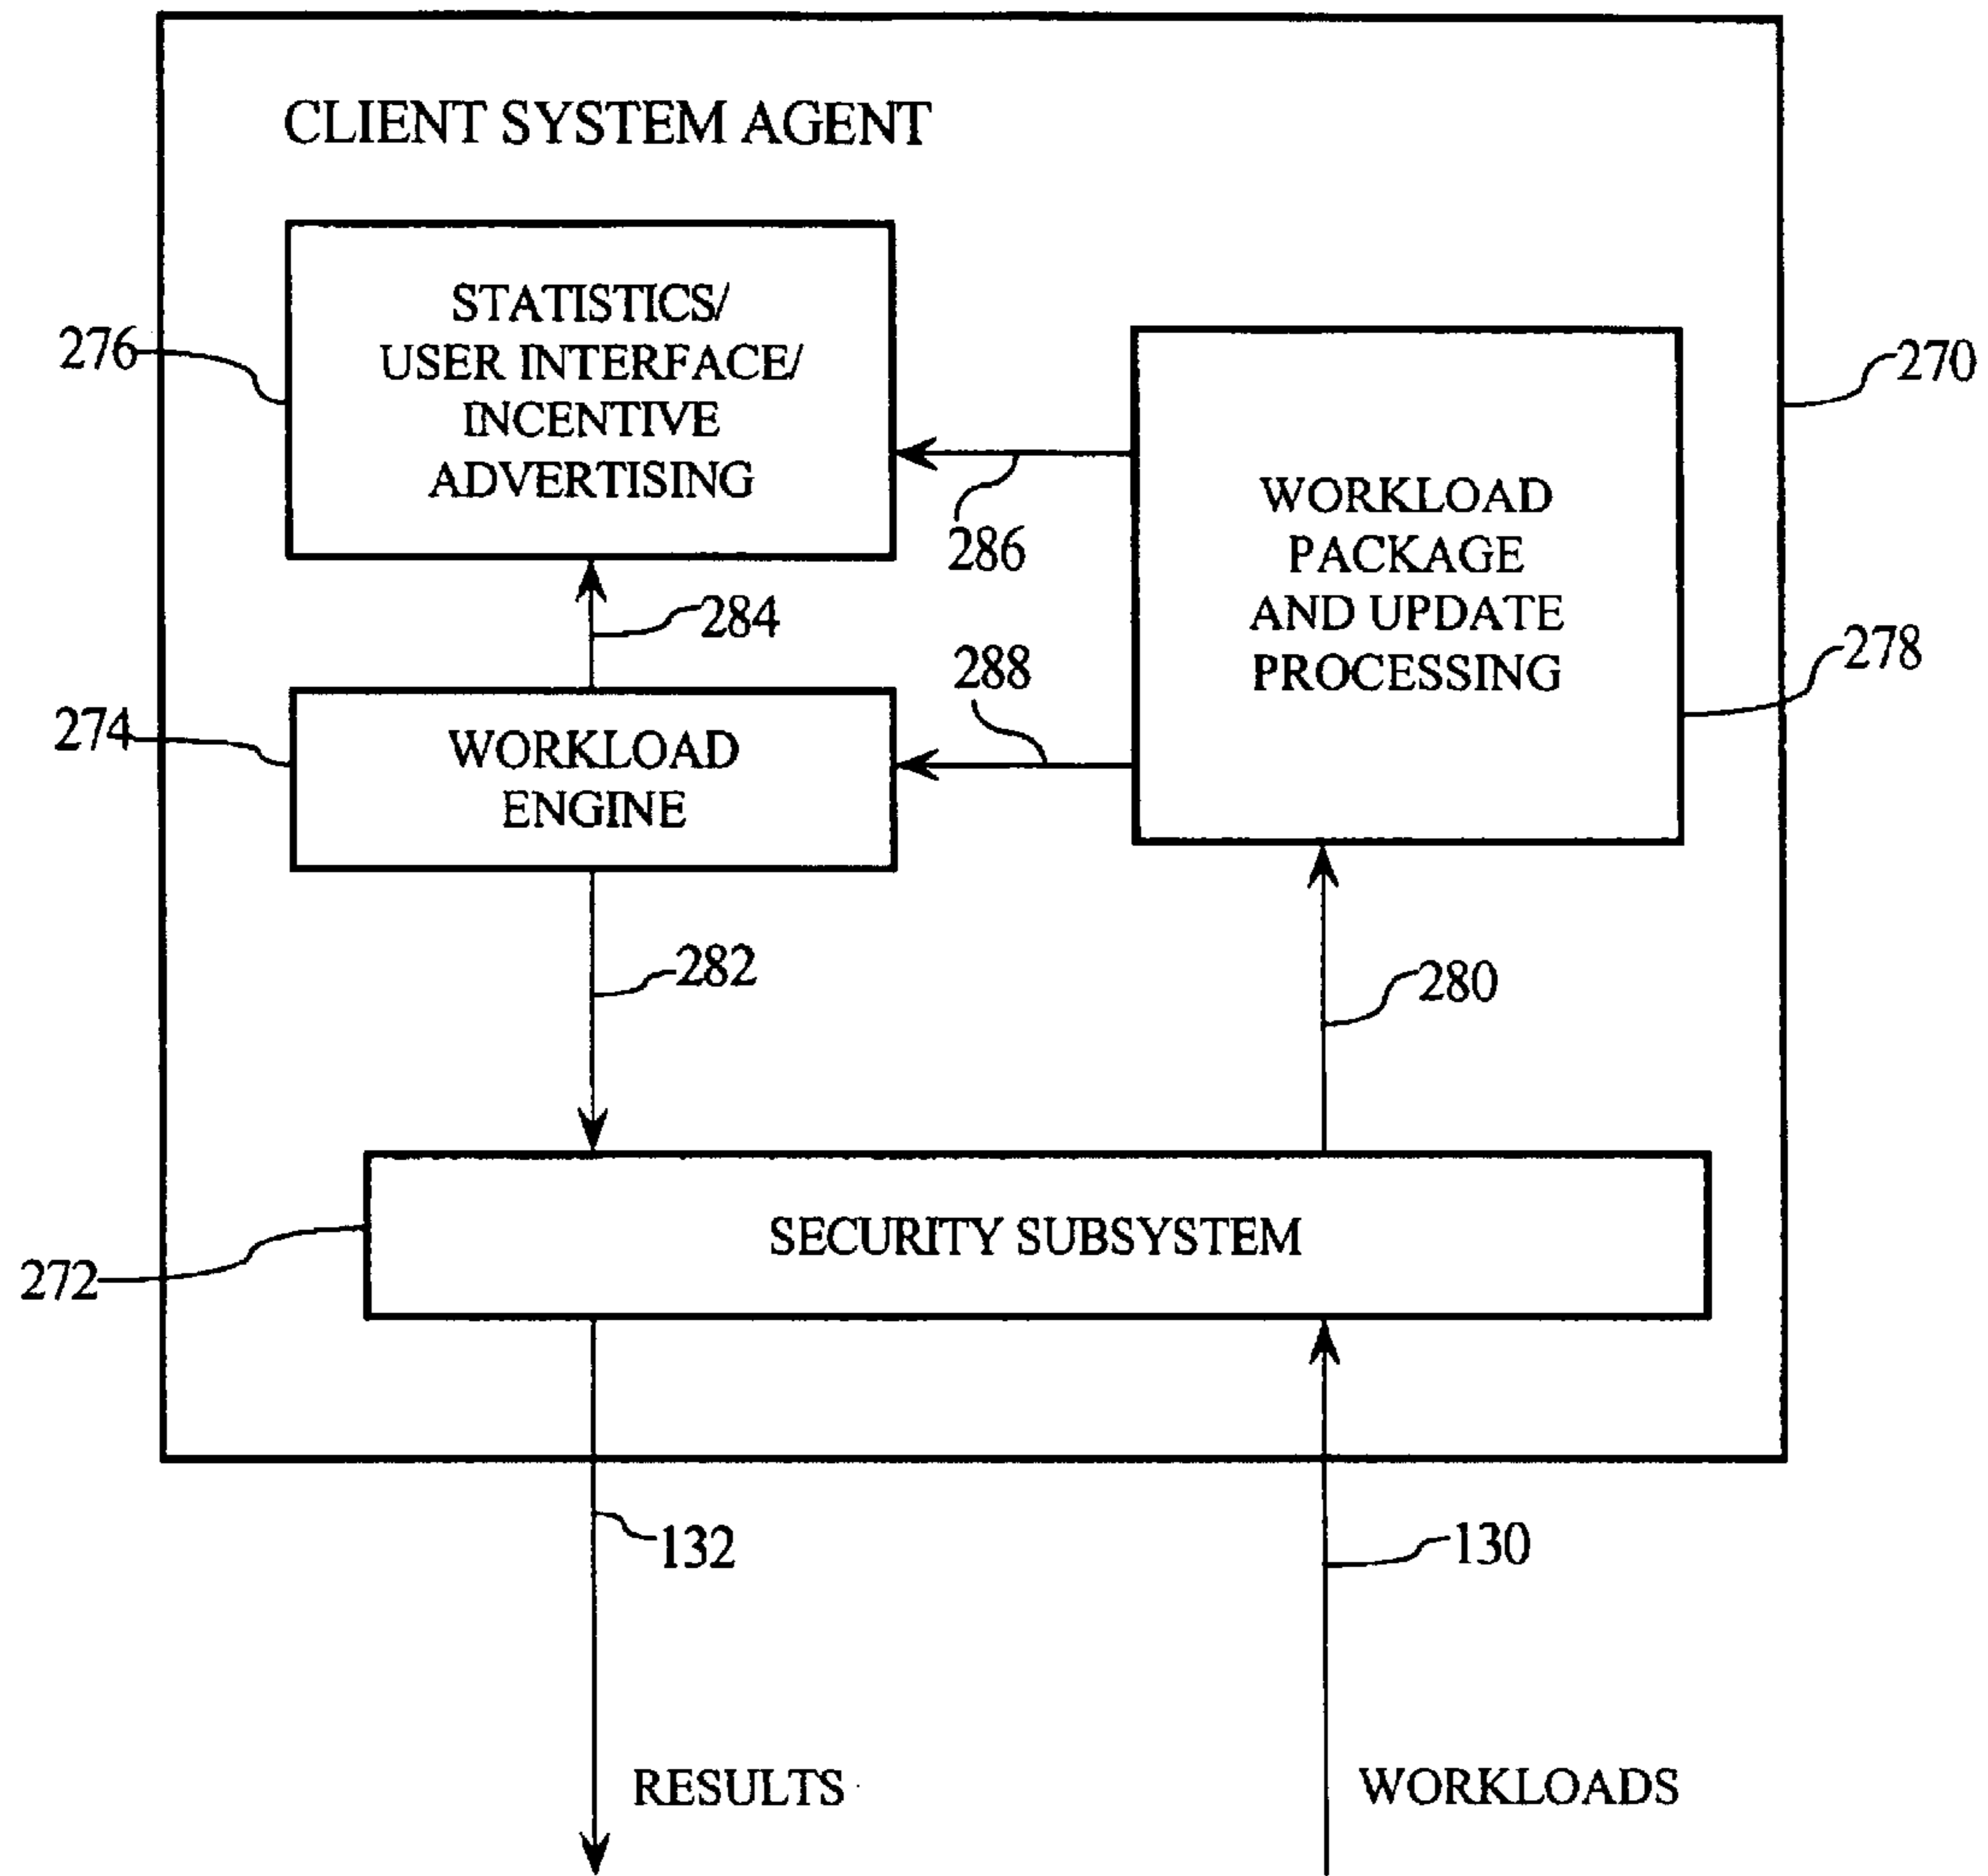 CLIENT SYSTEM AGENT
STATISTICS/
USER INTERFACE/
INCENTIVE
ADVERTISING
276
270
WORKLOAD
PACKAGE
AND UPDATE
PROCESSING
286
284
278
288
274
WORKLOAD
ENGINE
282
280
SECURITY SUBSYSTEM
272
132
130
RESULTS
WORKLOADS